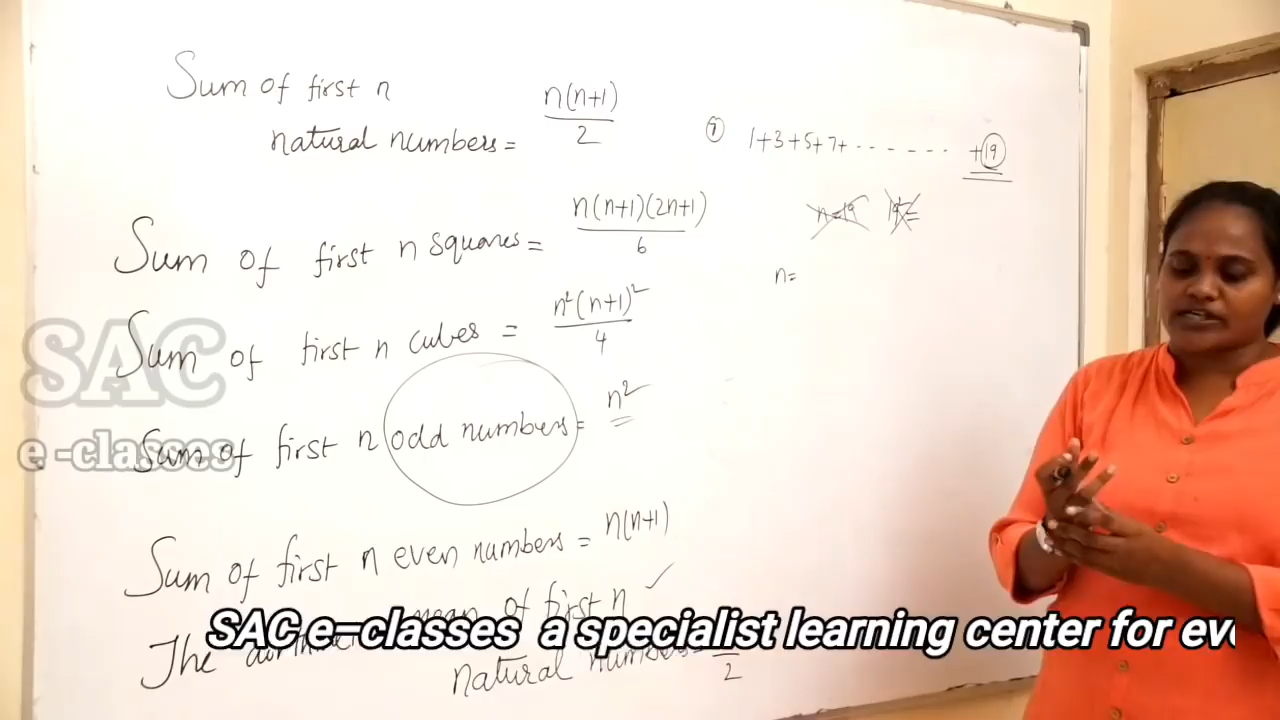 Sum of first n
natural numbers = n(n+1)/2
Sum of first n squares = n(n+1)(2n+1)/6
Sum of first n cubes = n²(n+1)²/4
Sum of first n odd numbers = n²
Sum of first n even numbers = n(n+1)
The mean of first n
natural numbers = /2
① 1+3+5+7+ - - - - - - - +19
n=19 19²=
n=
SAC
e-classes
SAC e-classes a specialist learning center for